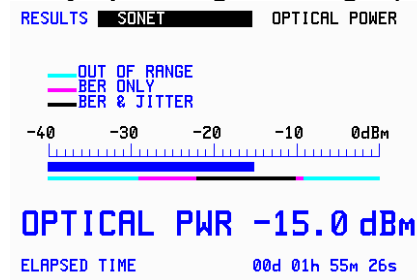 RESULTS SONET OPTICAL POWER
OUT OF RANGE
BER ONLY
BER & JITTER
-40 -30 -20 -10 0dBm
OPTICAL PWR -15.0 dBm
ELAPSED TIME 00d 01h 55m 26s